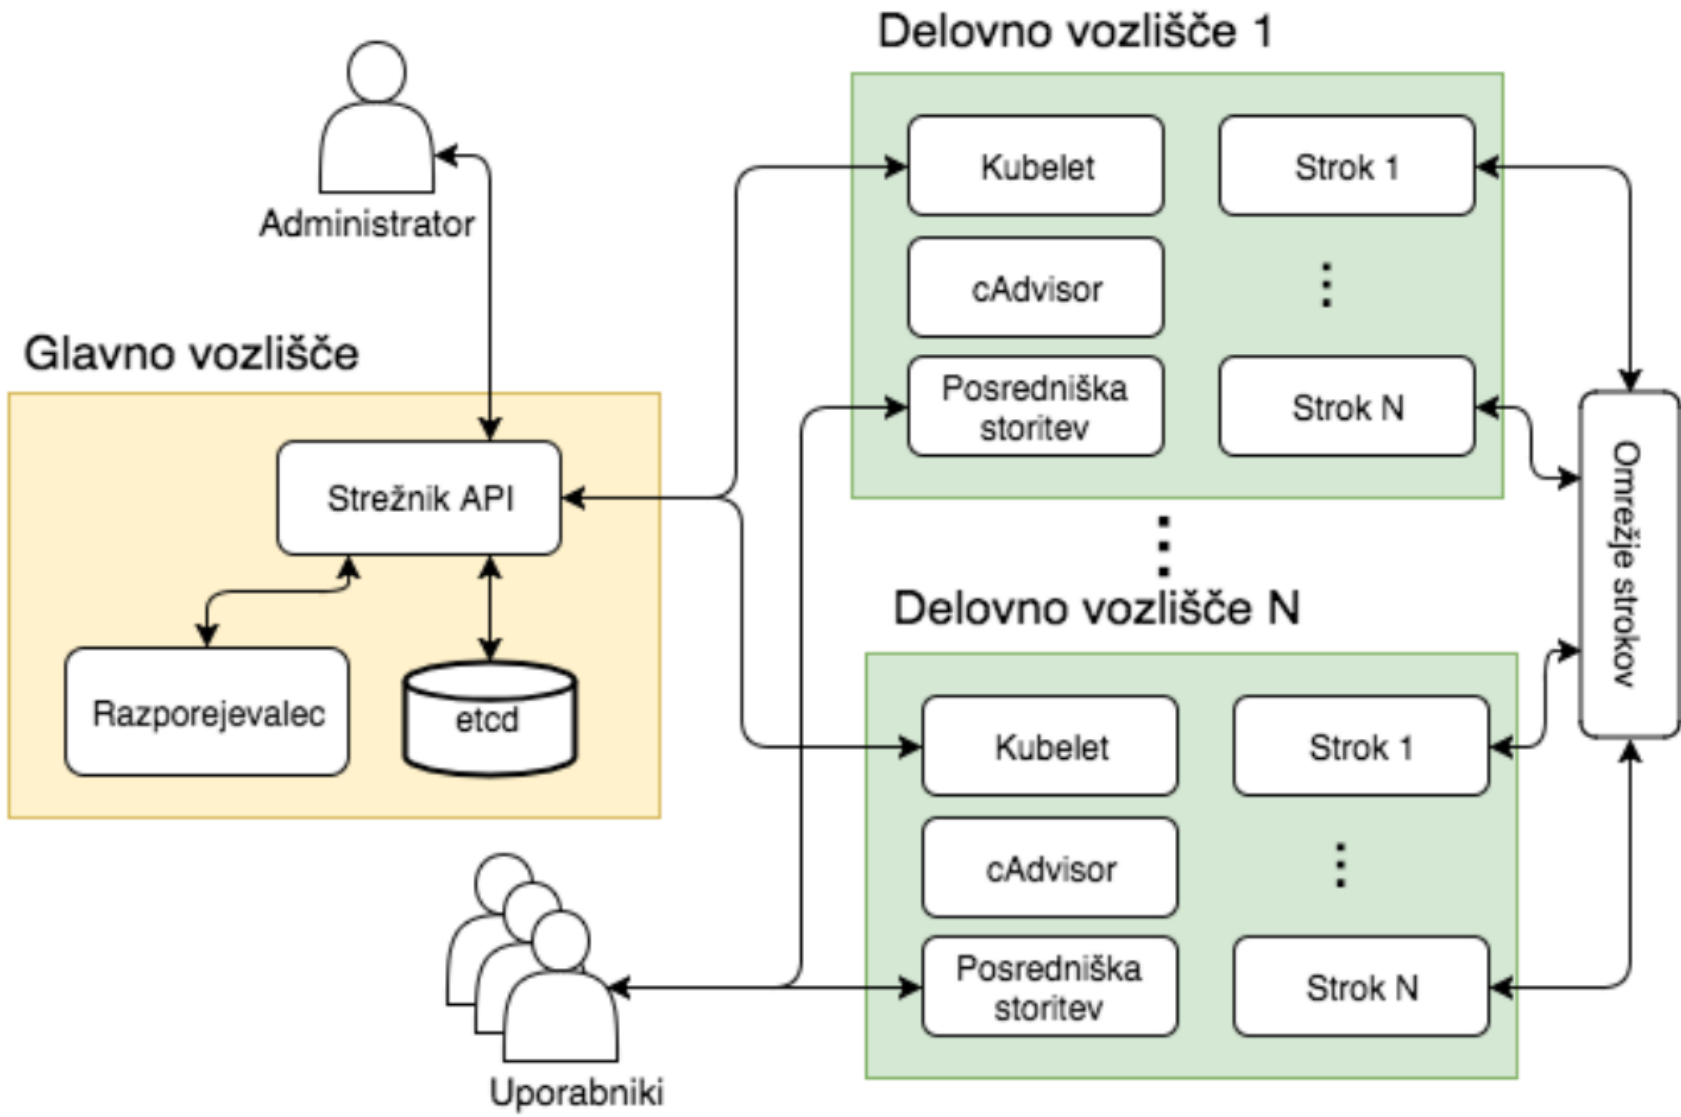 Delovno vozlišče 1
Administrator
Kubelet
Strok 1
cAdvisor
Posredniška
storitev
Strok N
Glavno vozlišče
Strežnik API
Razporejevalec
etcd
Omrežje strokov
Delovno vozlišče N
Kubelet
Strok 1
cAdvisor
Posredniška
storitev
Strok N
Uporabniki